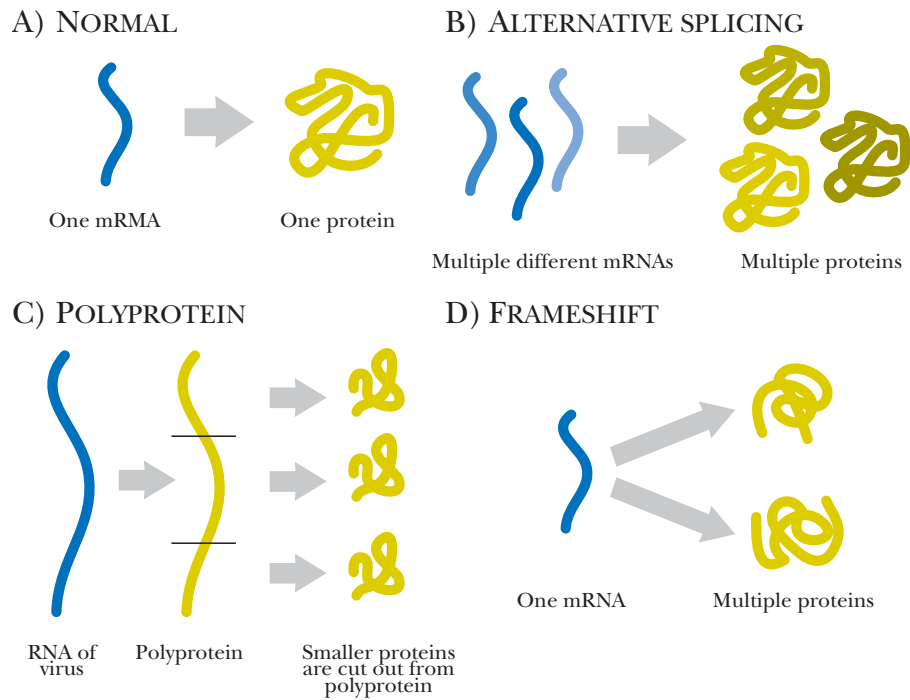 A) NORMAL
One mRMA
One protein
B) ALTERNATIVE SPLICING
Multiple different mRNAs
Multiple proteins
C) POLYPROTEIN
RNA of
virus
Polyprotein
Smaller proteins
are cut out from
polyprotein
D) FRAMESHIFT
One mRNA
Multiple proteins